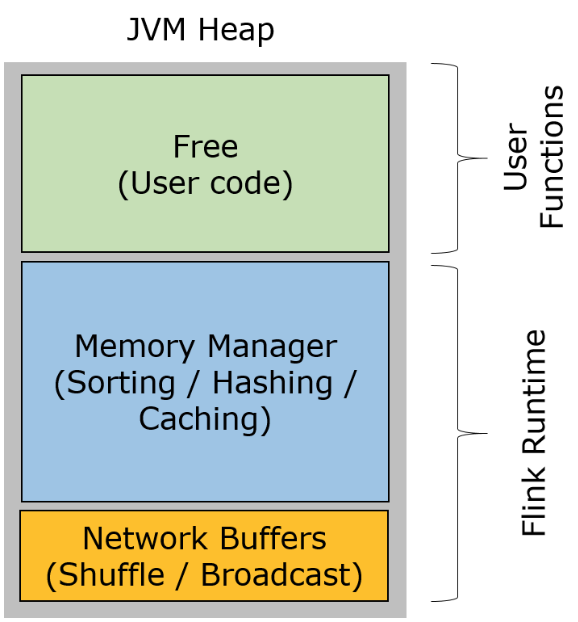 JVM Heap
Free
(User code)
User
Functions
Memory Manager
(Sorting / Hashing /
Caching)
Flink Runtime
Network Buffers
(Shuffle / Broadcast)